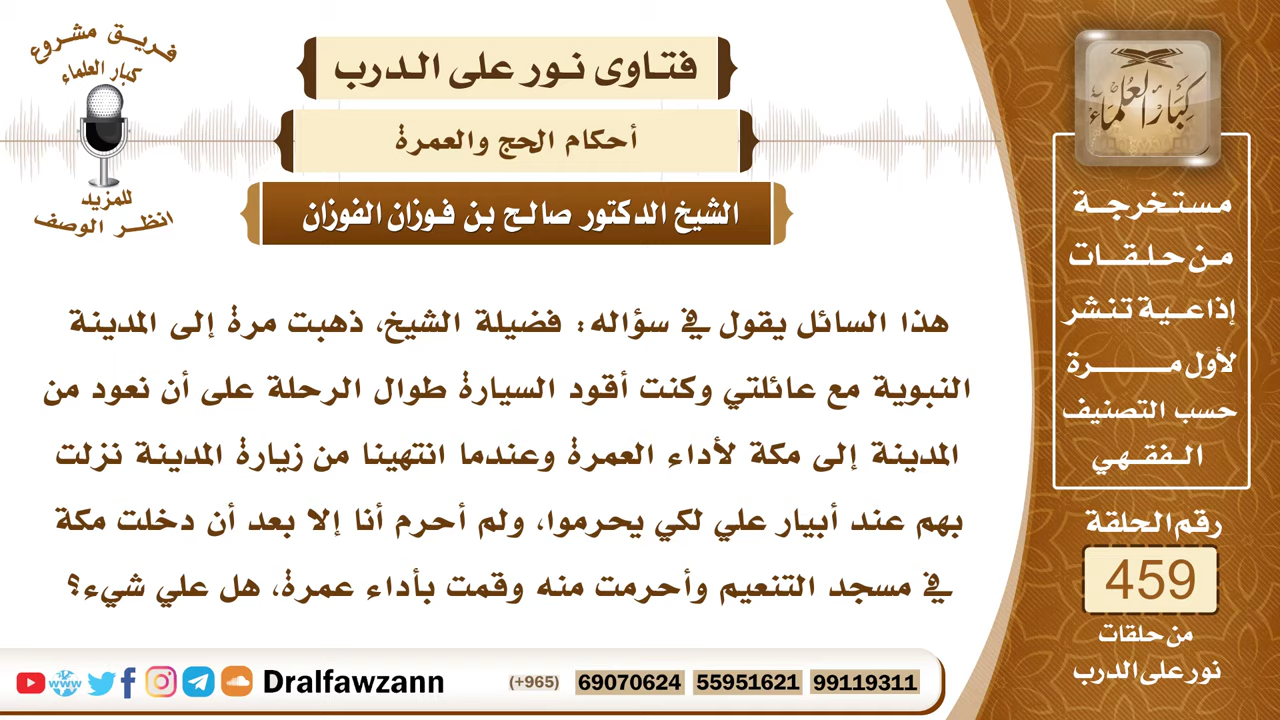 فريق مشروع
كبار العلماء
للمزيد
انظر الوصف
فتاوى نور على الدرب
أحكام الحج والعمرة
الشيخ الدكتور صالح بن فوزان الفوزان
هذا السائل يقول في سؤاله: فضيلة الشيخ، ذهبت مرة إلى المدينة
النبوية مع عائلتي وكنت أقود السيارة طوال الرحلة على أن نعود من
المدينة إلى مكة لأداء العمرة وعندما انتهينا من زيارة المدينة نزلت
بهم عند أبيار علي لكي يحرموا، ولم أحرم أنا إلا بعد أن دخلت مكة
في مسجد التنعيم وأحرمت منه وقمت بأداء عمرة، هل علي شيء؟
كبار العلماء
مستخرجة
من حلقات
إذاعية تنشر
لأول مرة
حسب التصنيف
الفقهي
رقم الحلقة
459
من حلقات
نور على الدرب
Dralfawzann (+965) 69070624 55951621 99119311